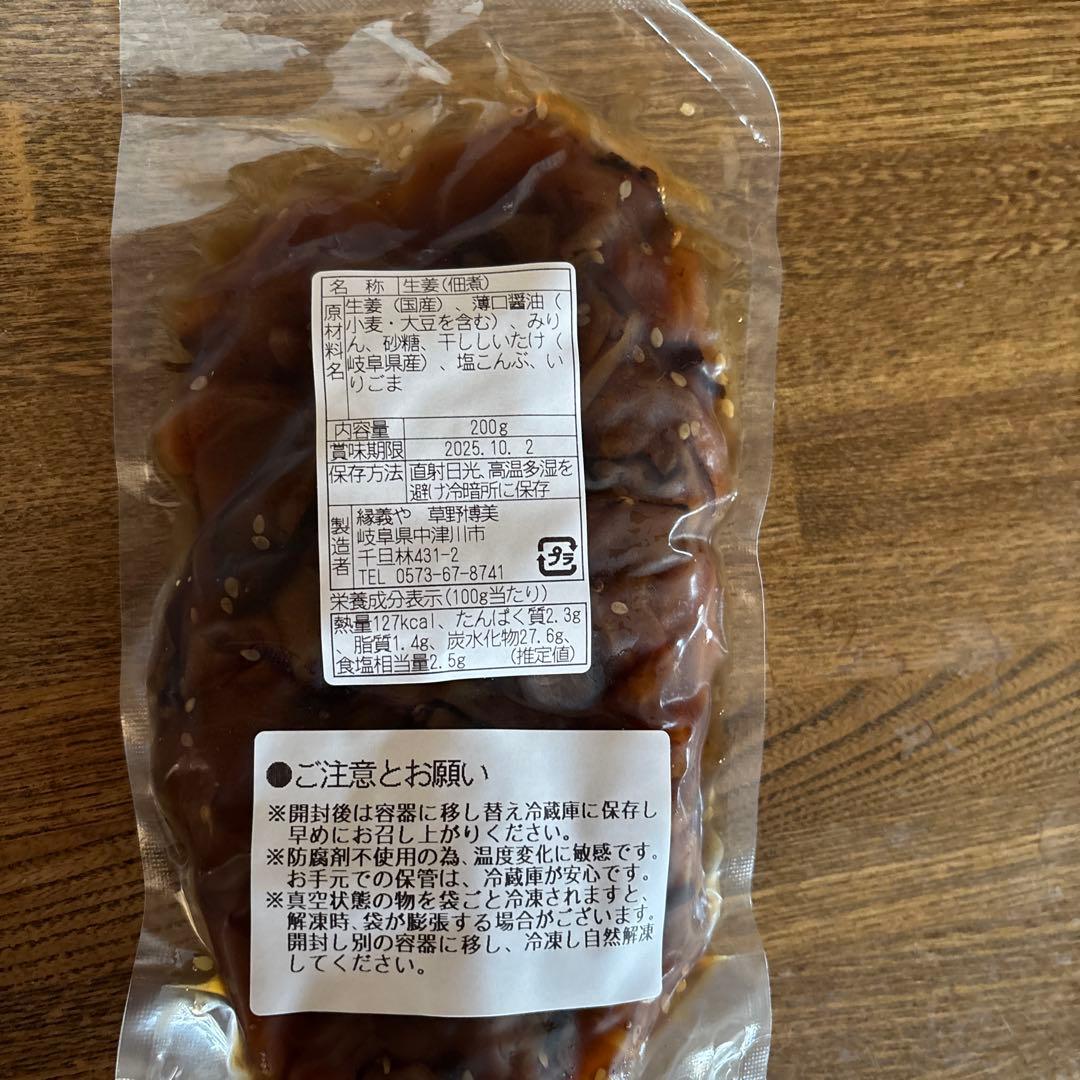 名 称 生姜(佃煮)
原材料名 生姜(国産)、薄口醤油(
小麦・大豆を含む)、みり
ん、砂糖、干ししいたけ(
岐阜県産)、塩こんぶ、い
りごま
内容量 200g
賞味期限 2025.10. 2
保存方法 直射日光、高温多湿を
避け冷暗所に保存
製造者 縁義や 草野博美
岐阜県中津川市
千旦林431-2
TEL 0573-67-8741
プラ
栄養成分表示(100g当たり)
熱量127kcal、たんぱく質2.3g
、脂質1.4g、炭水化物27.6g、
食塩相当量2.5g (推定値)
●ご注意とお願い
※開封後は容器に移し替え冷蔵庫に保存し
早めにお召し上がりください。
※防腐剤不使用の為、温度変化に敏感です。
お手元での保管は、冷蔵庫が安心です。
※真空状態の物を袋ごと冷凍されますと、
解凍時、袋が膨張する場合がございます。
開封し別の容器に移し、冷凍し自然解凍
してください。